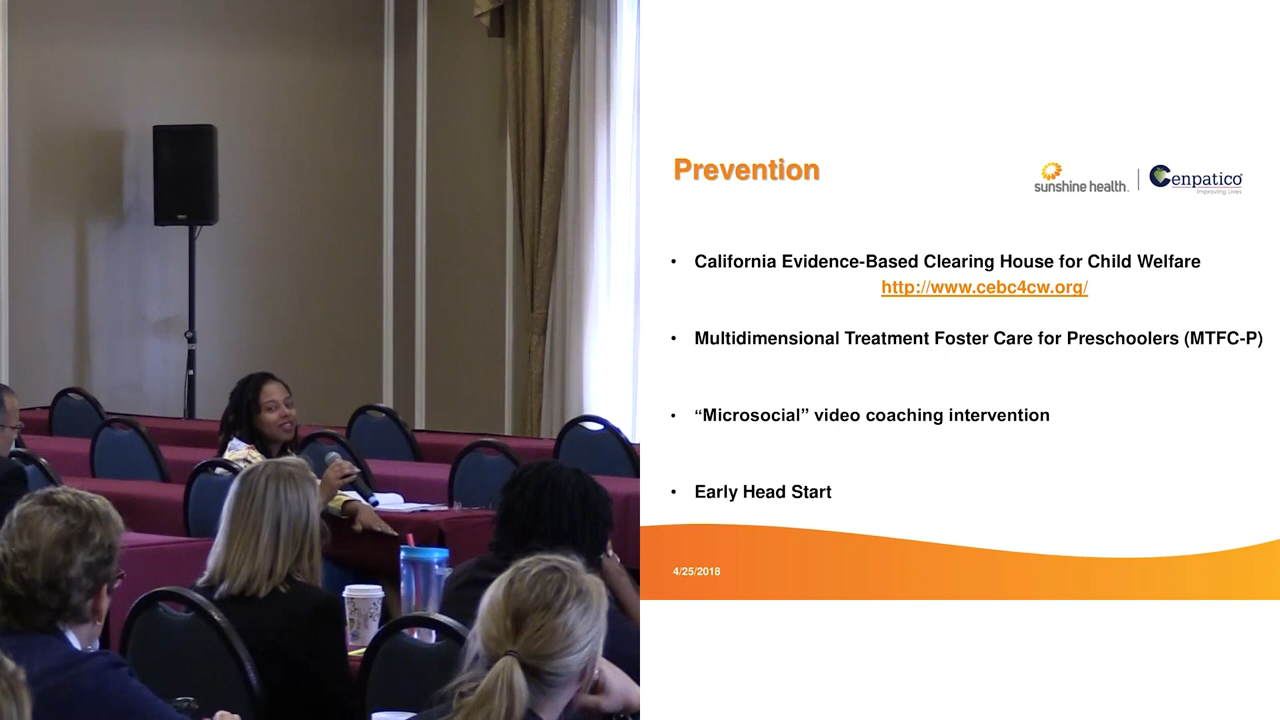 Prevention
sunshine health.
Cenpatico
Improving Lives
• California Evidence-Based Clearing House for Child Welfare
http://www.cebc4cw.org/
• Multidimensional Treatment Foster Care for Preschoolers (MTFC-P)
• “Microsocial” video coaching intervention
• Early Head Start
4/25/2018